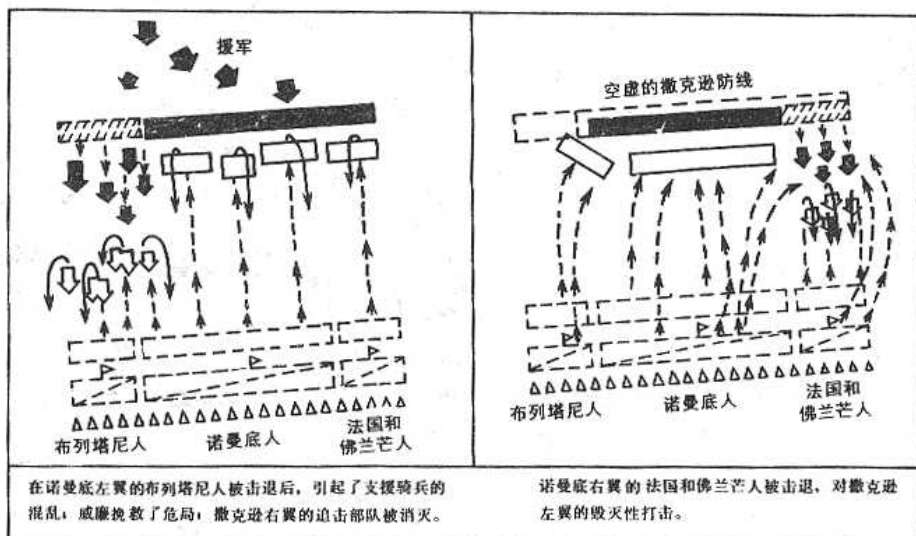 援军
布列塔尼人
诺曼底人
法国和
佛兰芒人
在诺曼底左翼的布列塔尼人被击退后，引起了支援骑兵的
混乱；威廉挽救了危局；撒克逊右翼的追击部队被消灭。
空虚的撒克逊防线
布列塔尼人
诺曼底人
法国和
佛兰芒人
诺曼底右翼的法国和佛兰芒人被击退，对撒克逊
左翼的毁灭性打击。